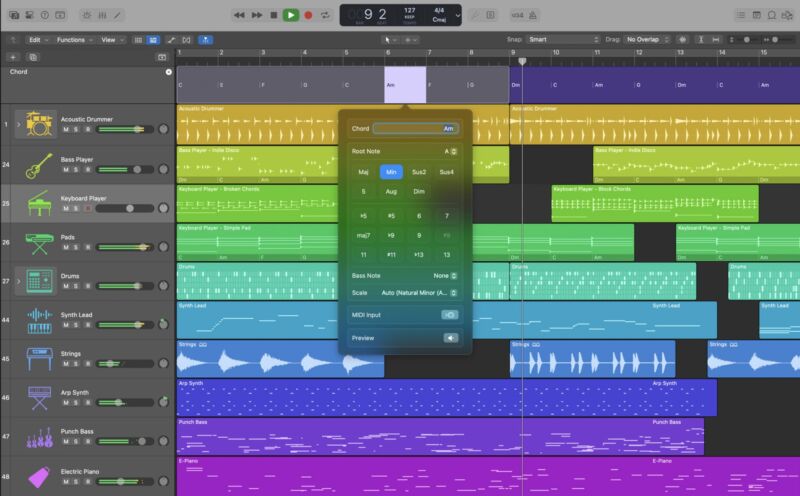 9 2
BAR BEAT
127
KEEP
TEMPO
4/4
Cmaj
1234
Edit Functions View
Snap: Smart
Drag: No Overlap
1 2 3 4 5 6 7 8 9 10 11 12 13 14 15
Chord
C E F G C Am F G Dm C Am G Dm C Am
1 Acoustic Drummer
M S R
Acoustic Drummer
24 Bass Player
M S R
Bass Player - Indie Disco
Bass Player - Indie Disco
25 Keyboard Player
M S R
Keyboard Player - Broken Chords
Keyboard Player - Block Chords
26 Pads
M S R
Keyboard Player - Simple Pad
Keyboard Player - Simple Pad
27 Drums
M S R
Drums
Drums
Drums
44 Synth Lead
M S R
Synth Lead
Synth Lead
Synth Lead
45 Strings
M S R
Strings
Strings
Strings
46 Arp Synth
M S R
Arp Synth
Arp Synth
47 Punch Bass
M S R
Punch Bass
Punch Bass
48 Electric Piano
M S R
E-Piano
E-Piano
Chord Am
Root Note A
Maj Min Sus2 Sus4
5 Aug Dim
♭5 ♯5 6 7
maj7 ♭9 9 ♯9
11 ♯11 ♭13 13
Bass Note None
Scale Auto (Natural Minor (A...
MIDI Input
Preview